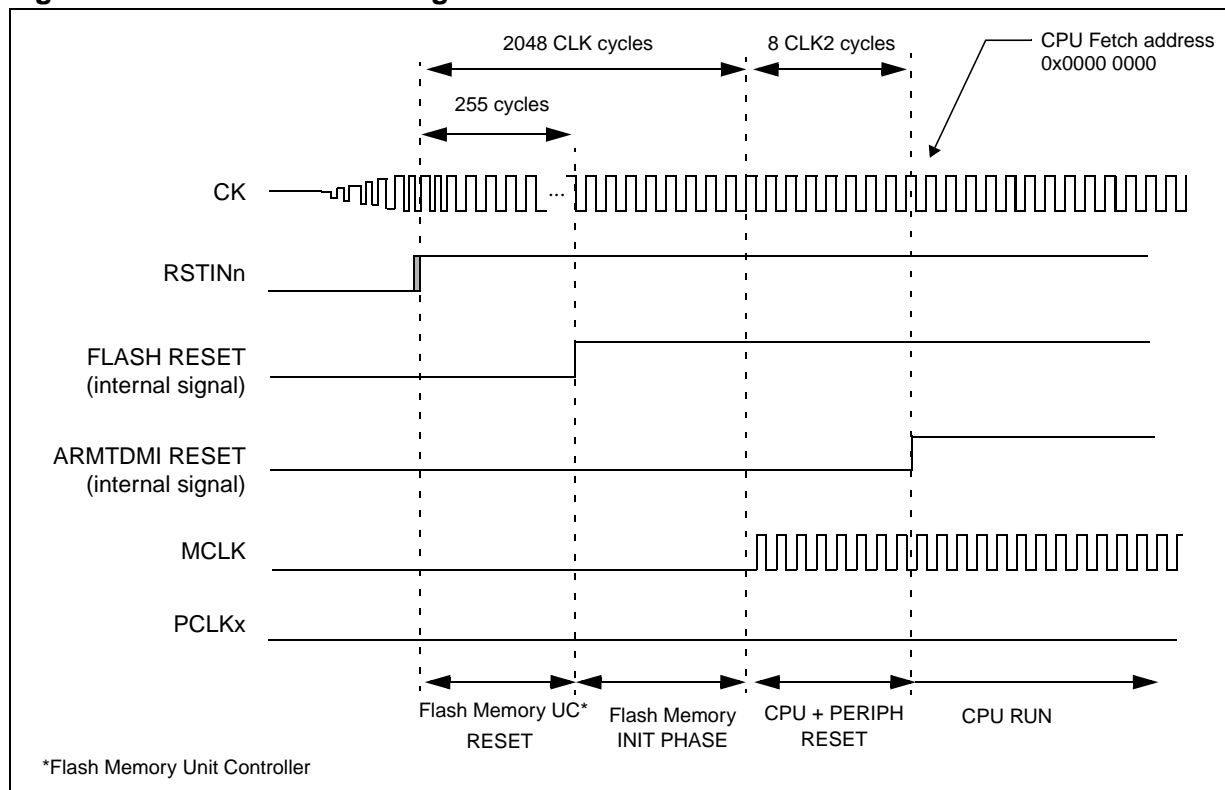 2048 CLK cycles
8 CLK2 cycles
CPU Fetch address
0x0000 0000
255 cycles
CK
...
RSTINn
FLASH RESET
(internal signal)
ARMTDMI RESET
(internal signal)
MCLK
PCLKx
Flash Memory UC*
RESET
Flash Memory
INIT PHASE
CPU + PERIPH
RESET
CPU RUN
*Flash Memory Unit Controller